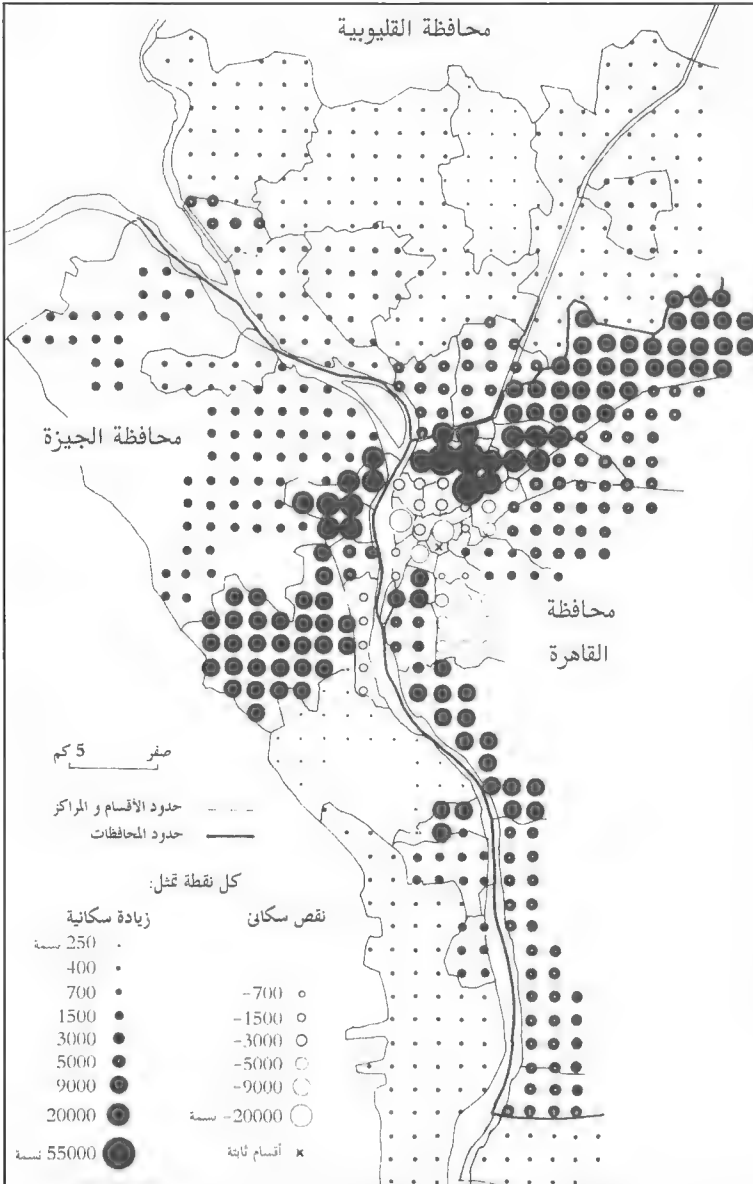 محافظة القليوبية
محافظة الجيزة
محافظة
القاهرة
صفر 5 كم
حدود الأقسام و المراكز
حدود المحافظات
كل نقطة تمثل:
زيادة سكانية
250 نسمة
400
700
1500
3000
5000
9000
20000
55000 نسمة
نقص سكانى
-700
-1500
-3000
-5000
-9000
-20000 نسمة
أقسام ثابتة